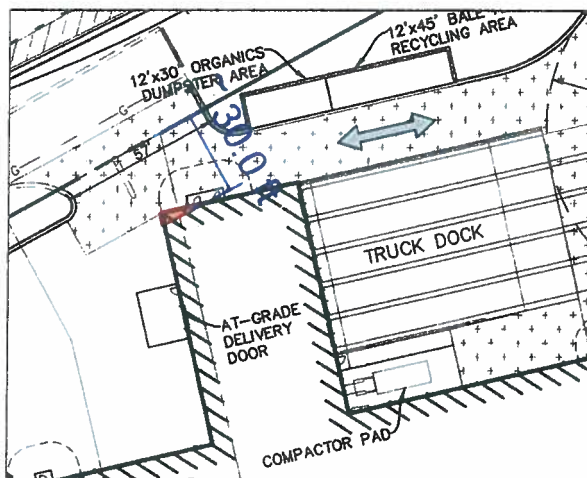 12'x30' ORGANICS
DUMPSTER AREA
12'x45' BALE
RECYCLING AREA
30.0 ft
G
G
TRUCK DOCK
AT-GRADE
DELIVERY
DOOR
COMPACTOR PAD